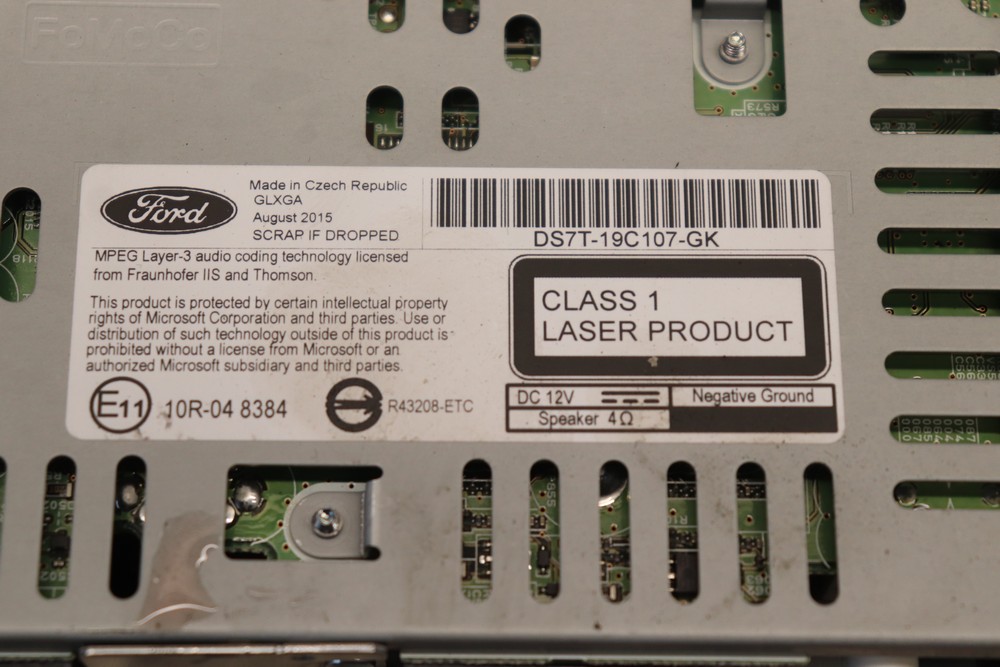 FoMoCo
R573
Ford
Made in Czech Republic
GLXGA
August 2015
SCRAP IF DROPPED
DS7T-19C107-GK
MPEG Layer-3 audio coding technology licensed
from Fraunhofer IIS and Thomson.
This product is protected by certain intellectual property
rights of Microsoft Corporation and third parties. Use or
distribution of such technology outside of this product is
prohibited without a license from Microsoft or an
authorized Microsoft subsidiary and third parties.
CLASS 1
LASER PRODUCT
E11
10R-04 8384
R43208-ETC
DC 12V
Negative Ground
Speaker 4Ω